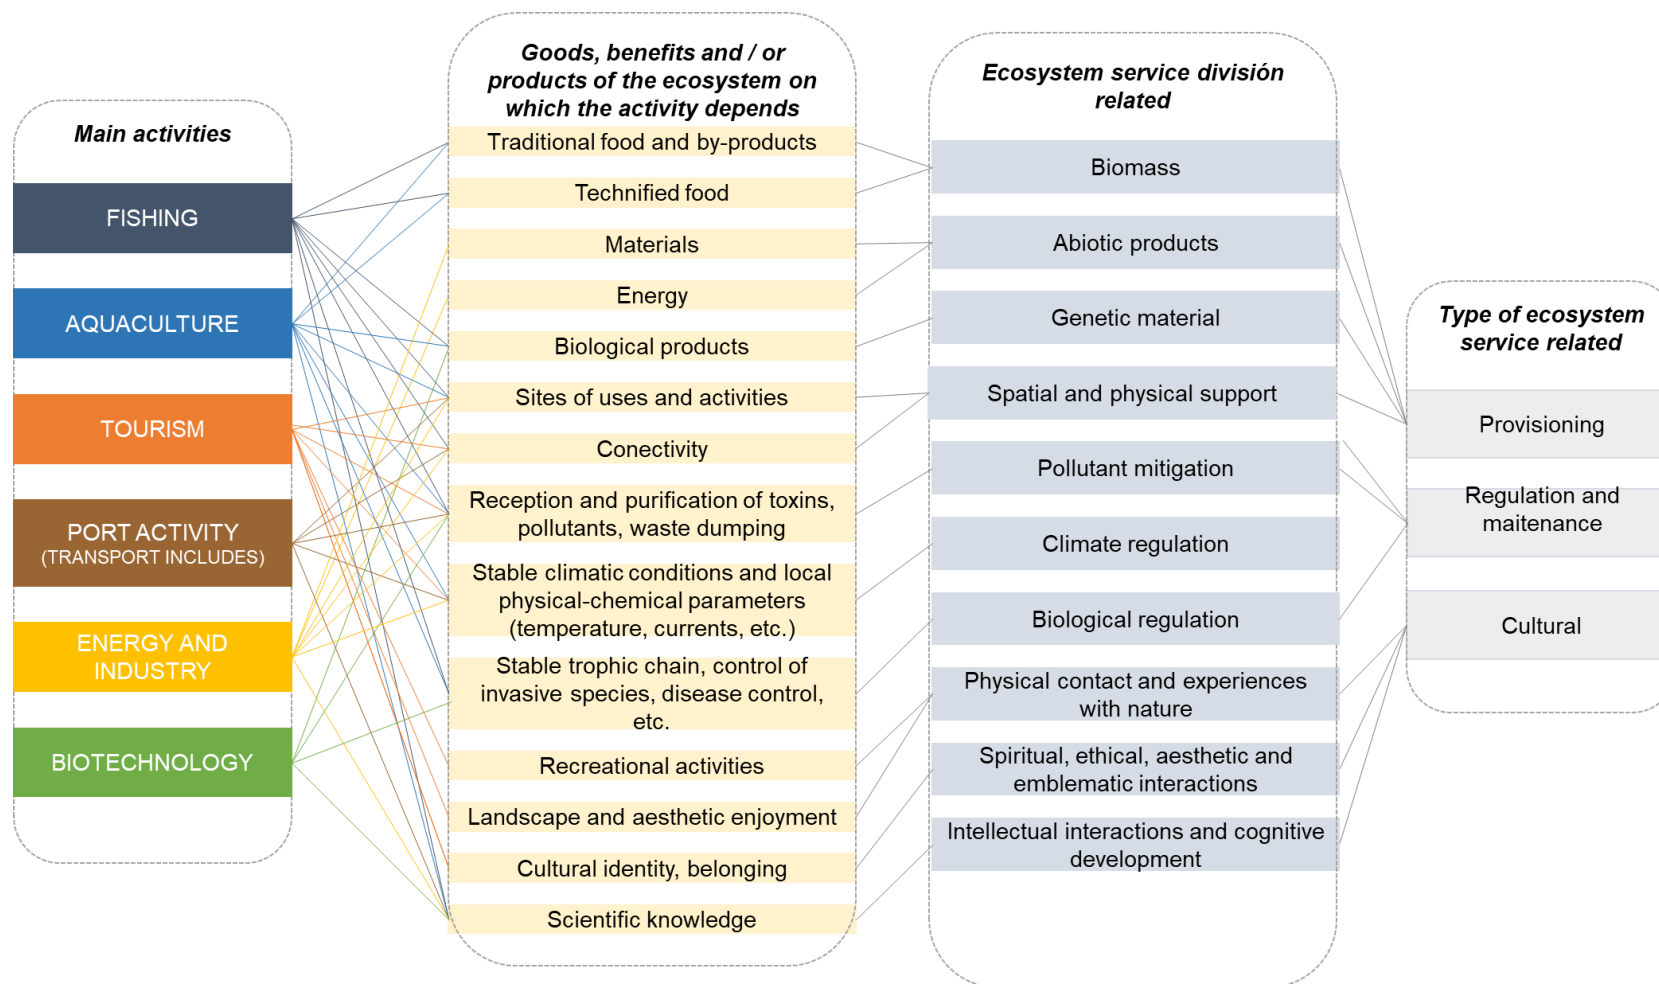 Main activities
FISHING
AQUACULTURE
TOURISM
PORT ACTIVITY
(TRANSPORT INCLUDES)
ENERGY AND
INDUSTRY
BIOTECHNOLOGY
Goods, benefits and / or
products of the ecosystem on
which the activity depends
Traditional food and by-products
Technified food
Materials
Energy
Biological products
Sites of uses and activities
Conectivity
Reception and purification of toxins,
pollutants, waste dumping
Stable climatic conditions and local
physical-chemical parameters
(temperature, currents, etc.)
Stable trophic chain, control of
invasive species, disease control,
etc.
Recreational activities
Landscape and aesthetic enjoyment
Cultural identity, belonging
Scientific knowledge
Ecosystem service división
related
Biomass
Abiotic products
Genetic material
Spatial and physical support
Pollutant mitigation
Climate regulation
Biological regulation
Physical contact and experiences
with nature
Spiritual, ethical, aesthetic and
emblematic interactions
Intellectual interactions and cognitive
development
Type of ecosystem
service related
Provisioning
Regulation and
maitenance
Cultural